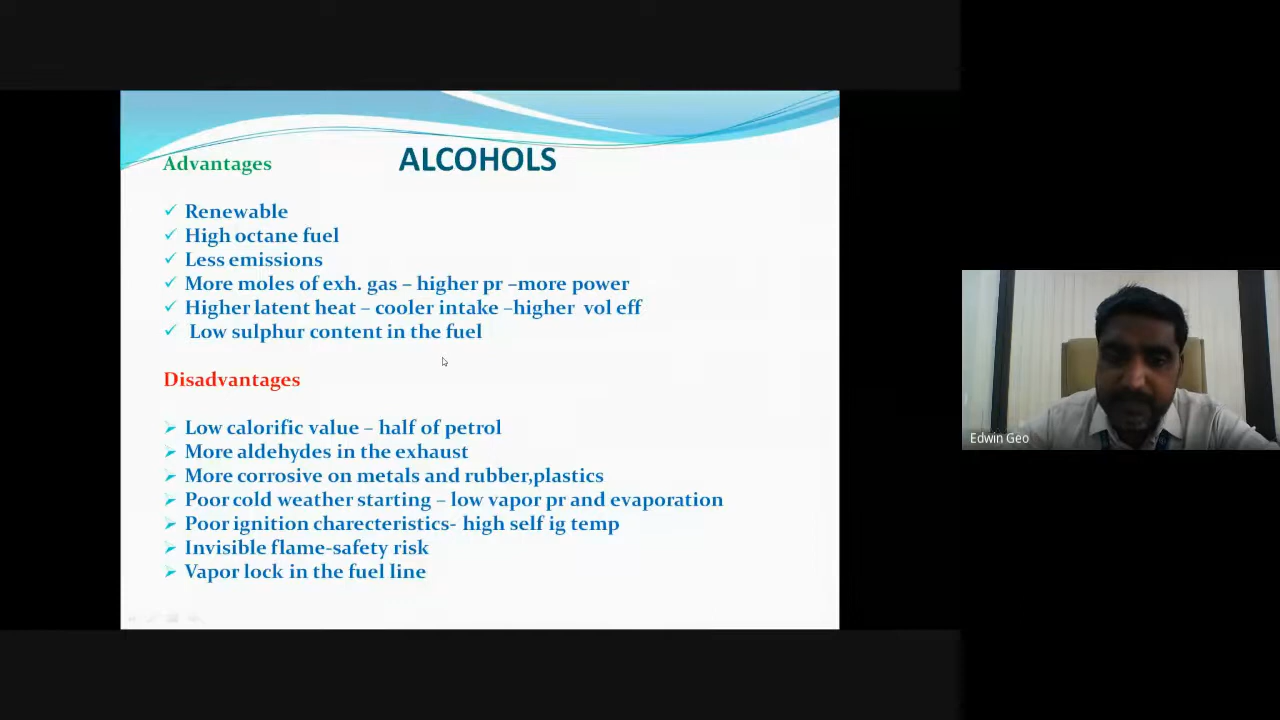 ALCOHOLS
Advantages
Renewable
High octane fuel
Less emissions
More moles of exh. gas – higher pr –more power
Higher latent heat – cooler intake –higher vol eff
Low sulphur content in the fuel
Disadvantages
Low calorific value – half of petrol
More aldehydes in the exhaust
More corrosive on metals and rubber,plastics
Poor cold weather starting – low vapor pr and evaporation
Poor ignition charecteristics- high self ig temp
Invisible flame-safety risk
Vapor lock in the fuel line
Edwin Geo